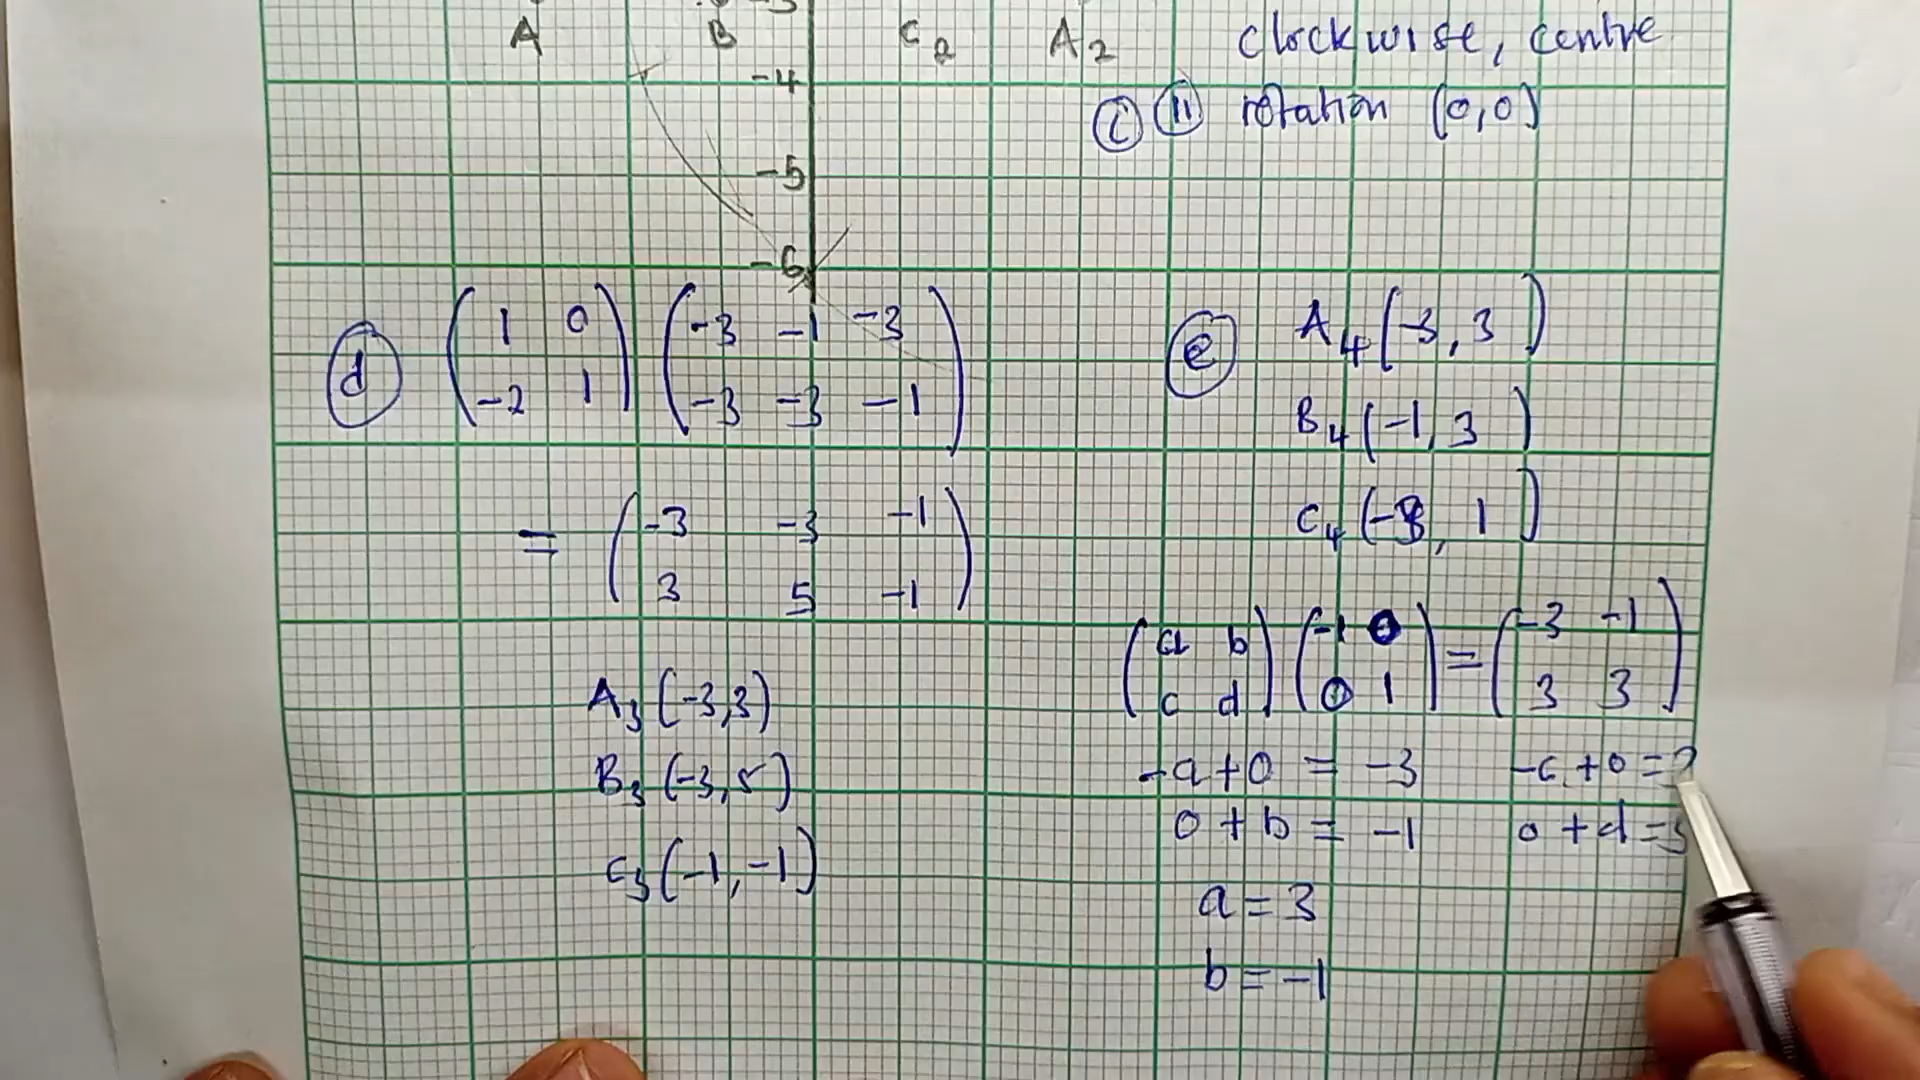 -3
A B C2 A2 clockwise, centre
-4
(i) (ii) rotation (0,0)
-5
-6
(d) (1 0) (-3 -1 -3)
(-2 1) (-3 -3 -1)
= (-3 -3 -1)
(3 5 -1)
A3 (-3,3)
B3 (-3,5)
C3 (-1,-1)
(e) A4 (-3, 3)
B4 (-1, 3)
C4 (-3, 1)
(a b) (-1 0) = (-3 -1)
(c d) (0 1) (3 3)
-a + 0 = -3 -c + 0 = 3
0 + b = -1 0 + d = 3
a = 3
b = -1